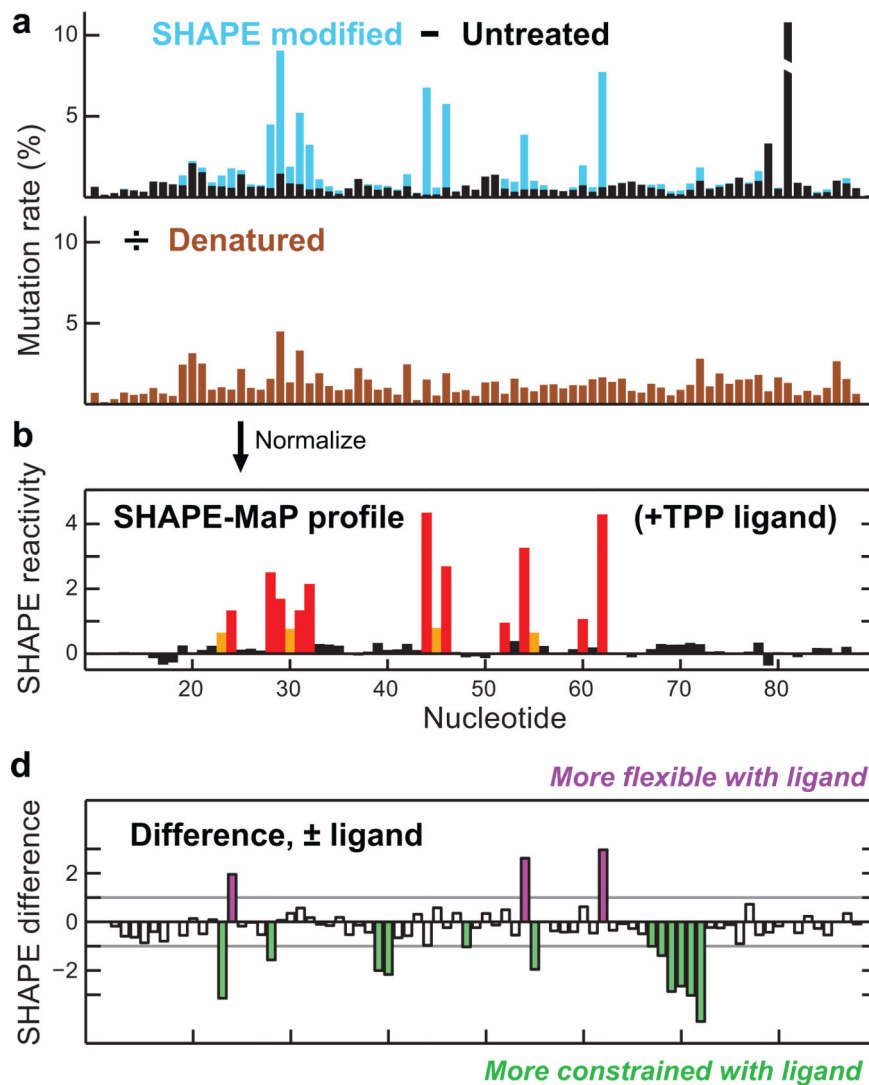 a
SHAPE modified – Untreated
10
5
Mutation rate (%)
÷ Denatured
10
5
b
Normalize
SHAPE-MaP profile (+TPP ligand)
SHAPE reactivity
4
2
0
20 30 40 50 60 70 80
Nucleotide
d
More flexible with ligand
Difference, ± ligand
SHAPE difference
2
0
−2
More constrained with ligand